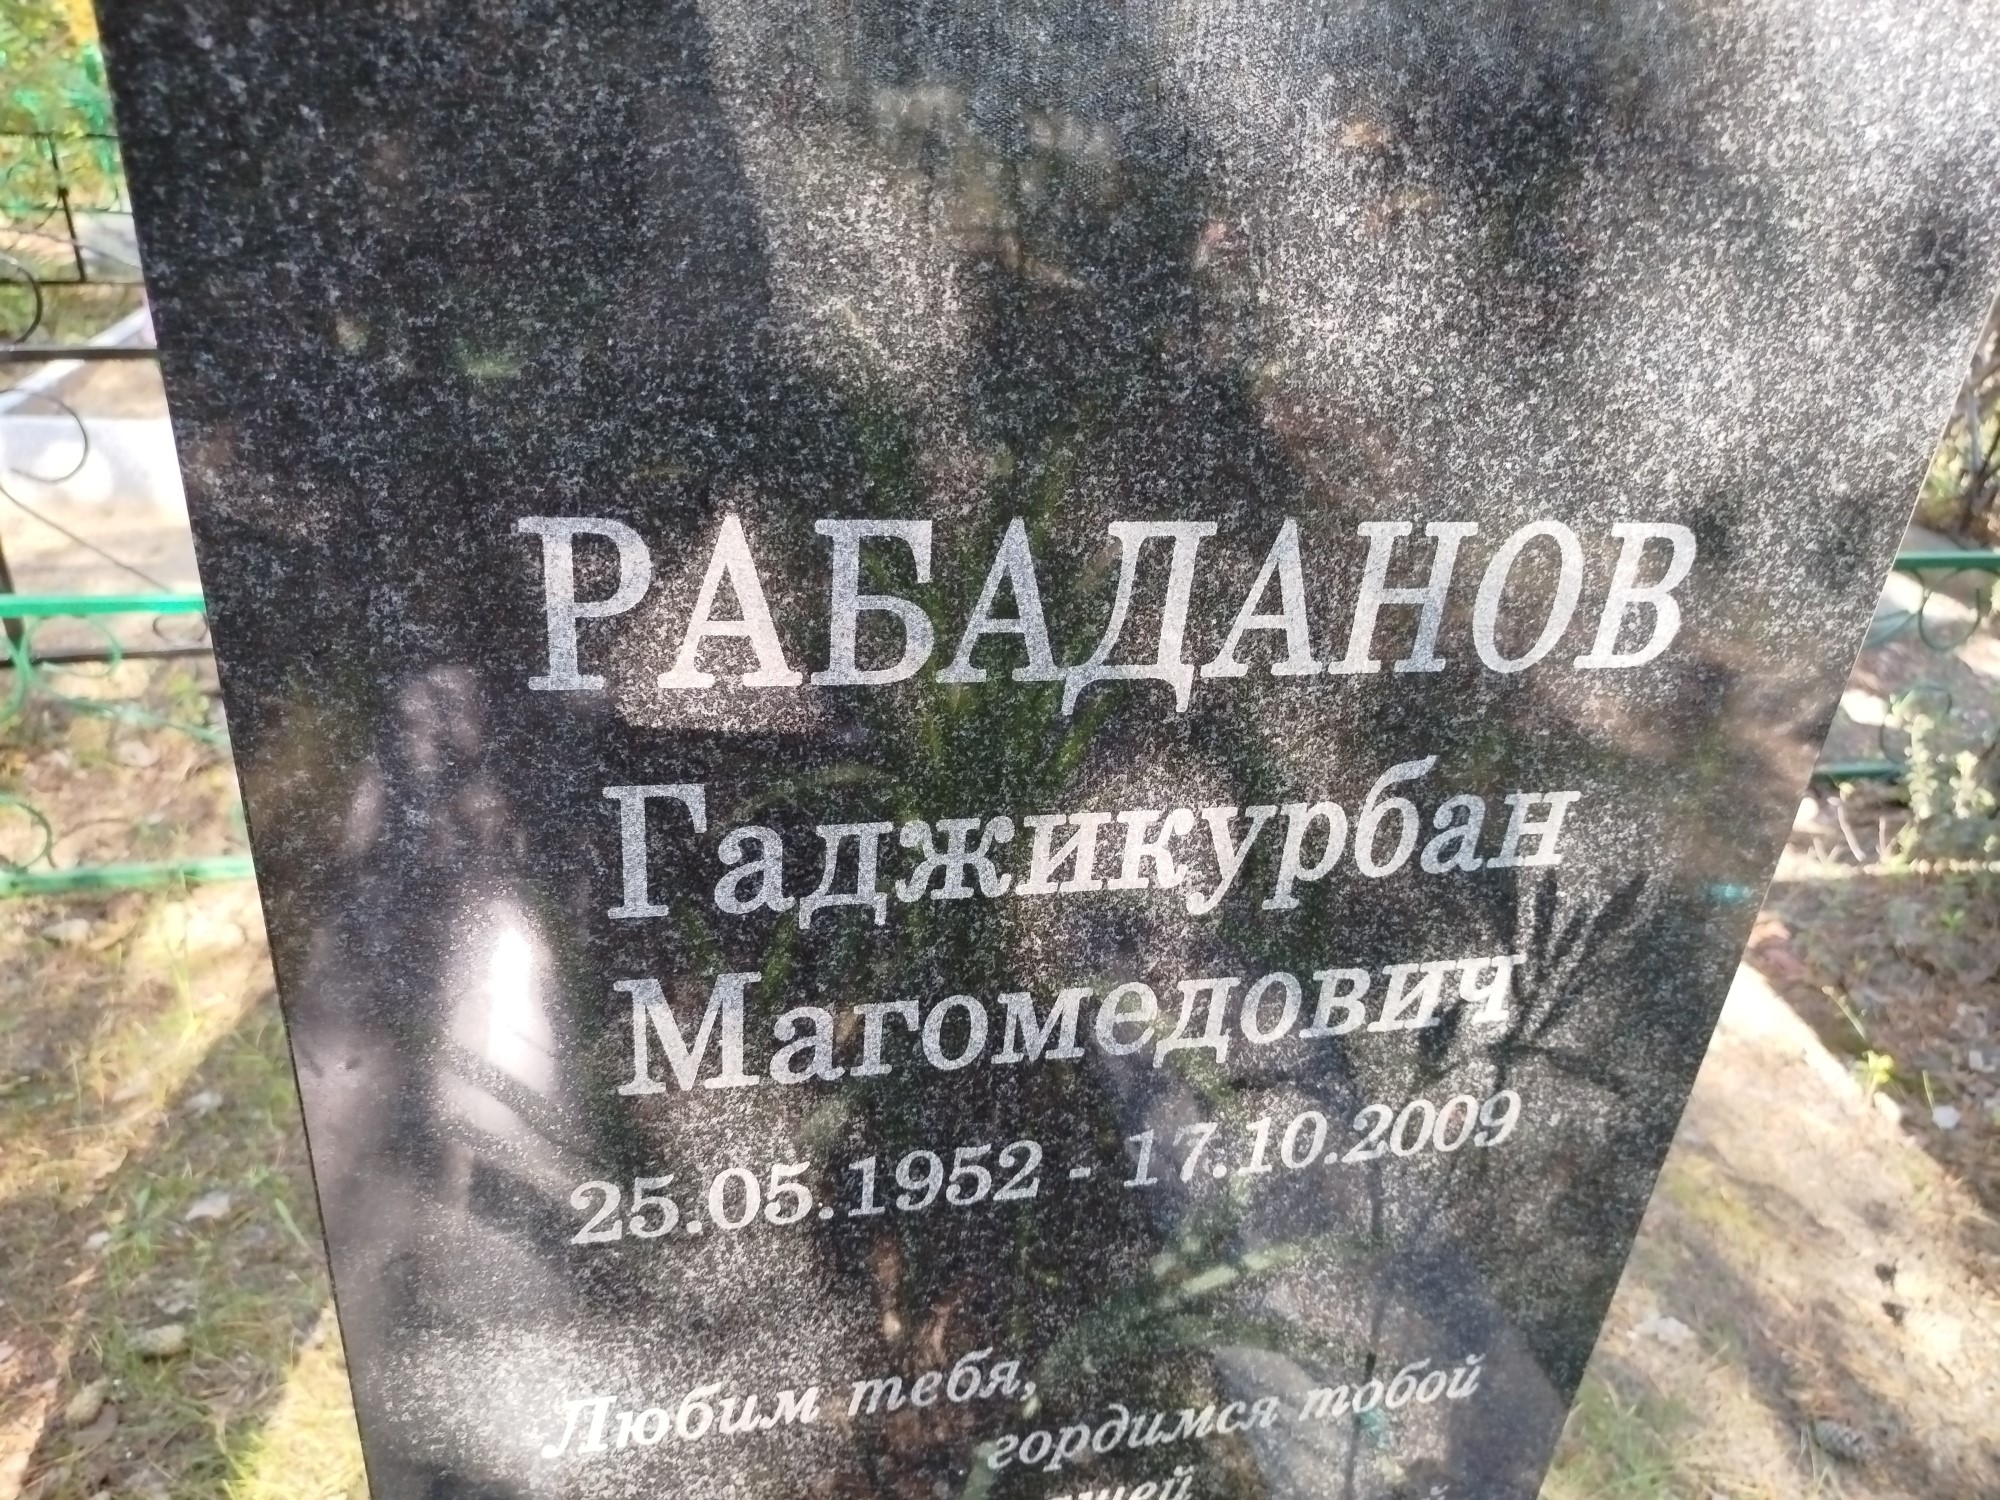 РАБАДАНОВ
Гаджикурбан
Магомедович
25.05.1952 - 17.10.2009
Любим тебя,
гордимся тобой